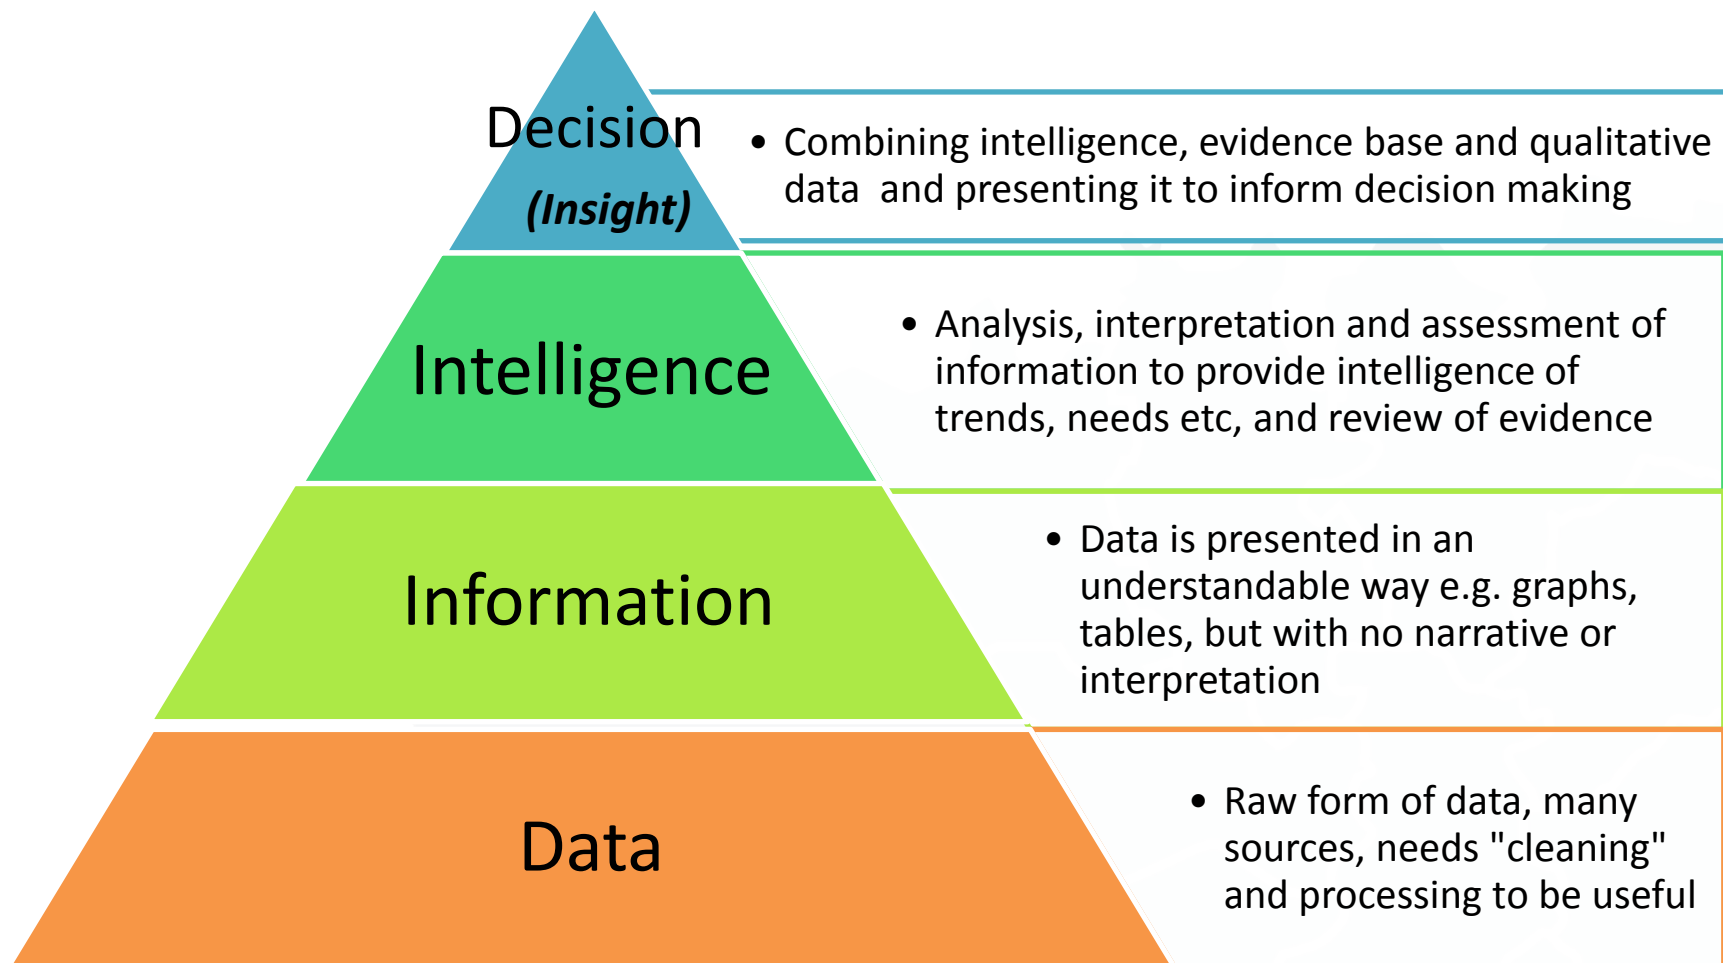 Decision
(Insight)
• Combining intelligence, evidence base and qualitative
data  and presenting it to inform decision making
Intelligence
• Analysis, interpretation and assessment of
information to provide intelligence of
trends, needs etc, and review of evidence
Information
• Data is presented in an
understandable way e.g. graphs,
tables, but with no narrative or
interpretation
Data
• Raw form of data, many
sources, needs "cleaning"
and processing to be useful